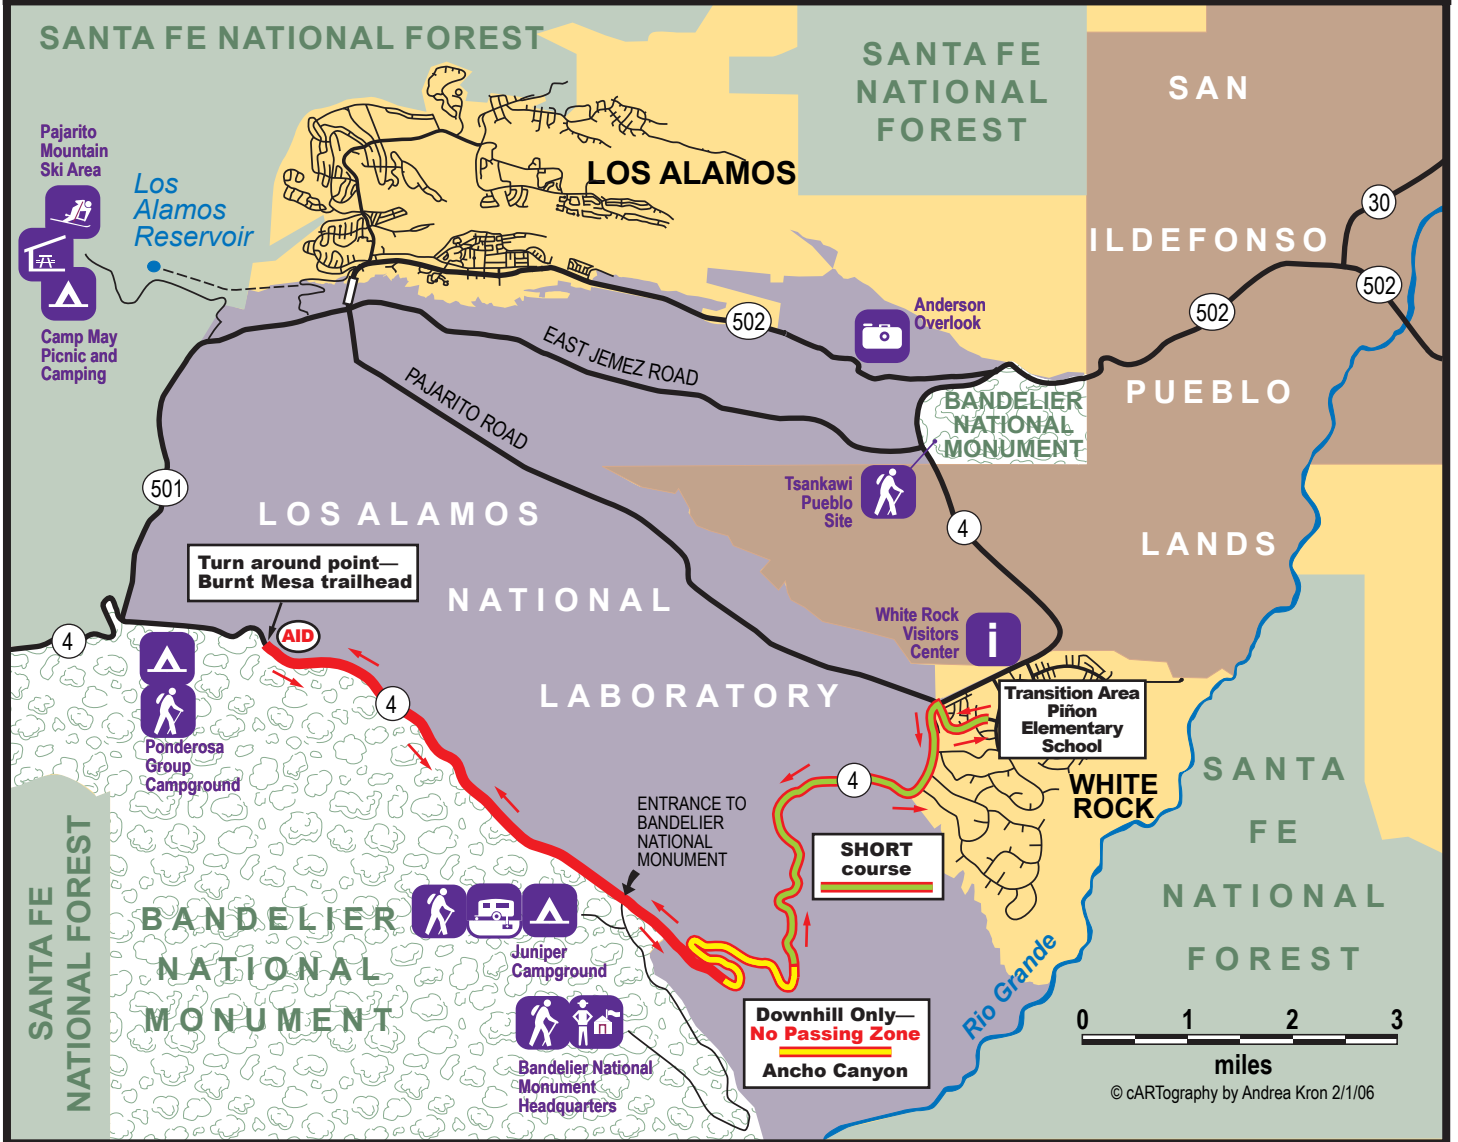 SANTA FE NATIONAL FOREST
SANTA FE
NATIONAL
FOREST
SAN
Pajarito
Mountain
Ski Area
Los
Alamos
Reservoir
LOS ALAMOS
30
ILDEFONSO
502
502
502
Anderson
Overlook
Camp May
Picnic and
Camping
EAST JEMEZ ROAD
PAJARITO ROAD
BANDELIER
NATIONAL
MONUMENT
PUEBLO
501
Tsankawi
Pueblo
Site
LOS ALAMOS
4
LANDS
Turn around point—
Burnt Mesa trailhead
NATIONAL
AID
4
White Rock
Visitors
Center
i
LABORATORY
4
Transition Area
Piñon
Elementary
School
Ponderosa
Group
Campground
4
WHITE
ROCK
SANTA
FE
NATIONAL
FOREST
ENTRANCE TO
BANDELIER
NATIONAL
MONUMENT
SHORT
course
SANTA FE
NATIONAL FOREST
BANDELIER
NATIONAL
MONUMENT
Juniper
Campground
Rio Grande
Downhill Only—
No Passing Zone
Ancho Canyon
Bandelier National
Monument
Headquarters
0 1 2 3
miles
© cARTography by Andrea Kron 2/1/06